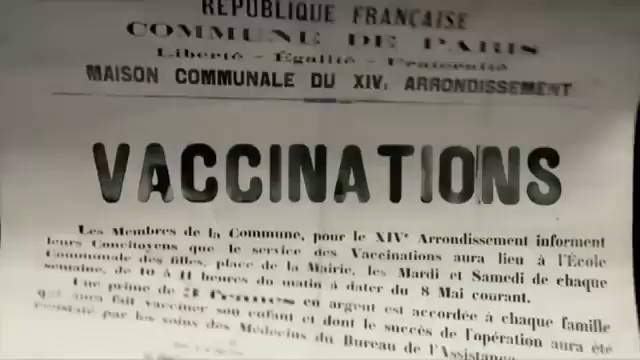 RÉPUBLIQUE FRANÇAISE
COMMUNE DE PARIS
Liberté - Égalité - Fraternité
MAISON COMMUNALE DU XIVe ARRONDISSEMENT
VACCINATIONS
Les Membres de la Commune, pour le XIVe Arrondissement informent
leurs Concitoyens que le service des Vaccinations aura lieu à l'École
Communale des filles, place de la Mairie, les Mardi et Samedi de chaque
semaine, de 10 à 11 heures du matin à dater du 8 Mai courant.
Une prime de 3 francs en argent est accordée à chaque famille
qui aura fait vacciner son enfant et dont le succès de l'opération aura été
constaté par les soins des Médecins du Bureau de l'Assistance